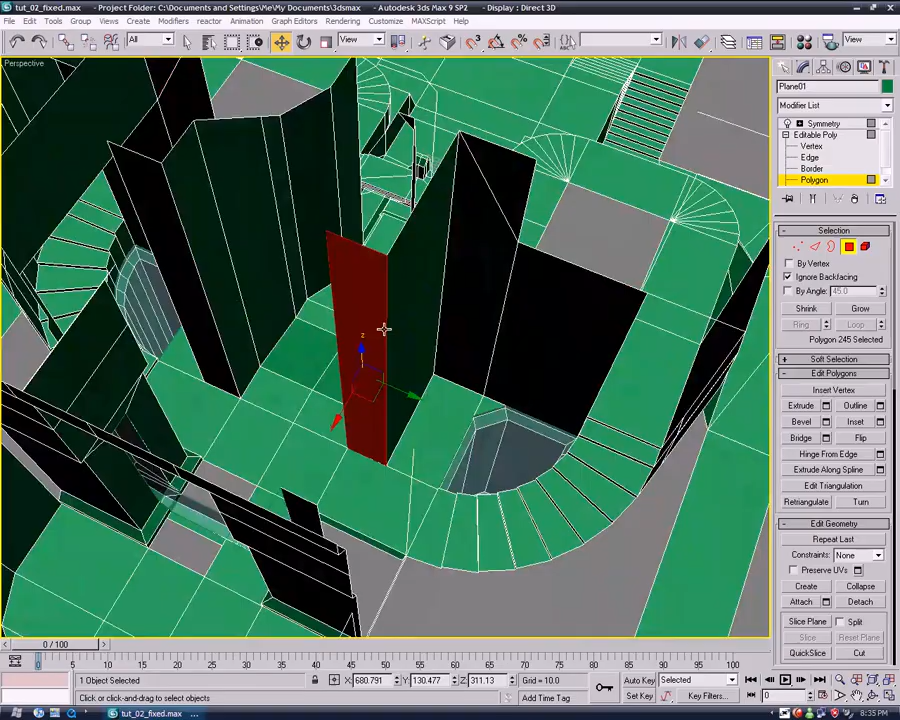 tut_02_fixed.max - Project Folder: C:\Documents and Settings\Me\My Documents\3dsmax - Autodesk 3ds Max 9 SP2 - Display : Direct 3D
File Edit Tools Group Views Create Modifiers reactor Animation Graph Editors Rendering Customize MAXScript Help
All View View
Perspective
Plane01
Modifier List
Symmetry
Editable Poly
Vertex
Edge
Border
Polygon
Selection
By Vertex
Ignore Backfacing
By Angle: 45.0
Shrink Grow
Ring Loop
Polygon 245 Selected
Soft Selection
Edit Polygons
Insert Vertex
Extrude Outline
Bevel Inset
Bridge Flip
Hinge From Edge
Extrude Along Spline
Edit Triangulation
Retriangulate Turn
Edit Geometry
Repeat Last
Constraints: None
Preserve UVs
Create Collapse
Attach Detach
Slice Plane Split
Slice Reset Plane
QuickSlice Cut
z
0 / 100
0 5 10 15 20 25 30 35 40 45 50 55 60 65 70 75 80 85 90 95 100
1 Object Selected X: 680.791 Y: 130.477 Z: 311.13 Grid = 10.0 Auto Key Selected
Click or click-and-drag to select objects Add Time Tag Set Key Key Filters... 0
tut_02_fixed.max ... 8:35 PM